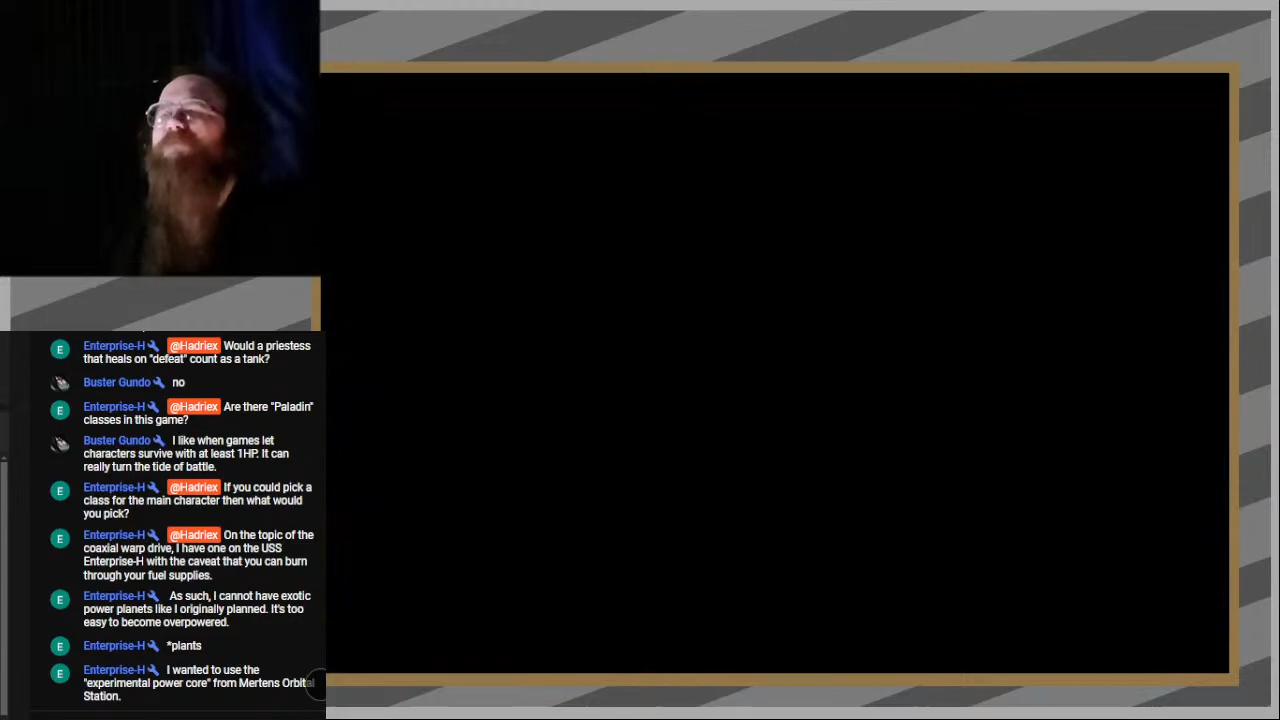 E Enterprise-H @Hadriex Would a priestess
that heals on "defeat" count as a tank?
Buster Gundo no
E Enterprise-H @Hadriex Are there "Paladin"
classes in this game?
Buster Gundo I like when games let
characters survive with at least 1HP. It can
really turn the tide of battle.
E Enterprise-H @Hadriex If you could pick a
class for the main character then what would
you pick?
E Enterprise-H @Hadriex On the topic of the
coaxial warp drive, I have one on the USS
Enterprise-H with the caveat that you can burn
through your fuel supplies.
E Enterprise-H As such, I cannot have exotic
power planets like I originally planned. It's too
easy to become overpowered.
E Enterprise-H *plants
E Enterprise-H I wanted to use the
"experimental power core" from Mertens Orbital
Station.